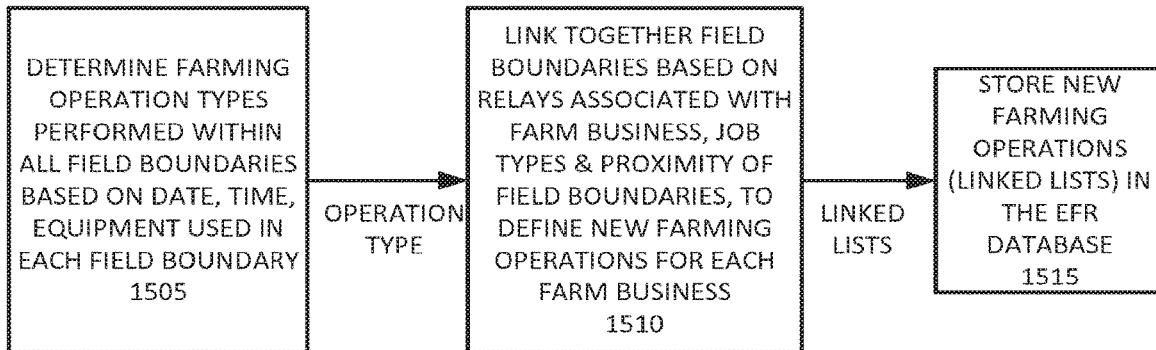 DETERMINE FARMING
OPERATION TYPES
PERFORMED WITHIN
ALL FIELD BOUNDARIES
BASED ON DATE, TIME,
EQUIPMENT USED IN
EACH FIELD BOUNDARY
1505
OPERATION
TYPE
LINK TOGETHER FIELD
BOUNDARIES BASED ON
RELAYS ASSOCIATED WITH
FARM BUSINESS, JOB
TYPES & PROXIMITY OF
FIELD BOUNDARIES, TO
DEFINE NEW FARMING
OPERATIONS FOR EACH
FARM BUSINESS
1510
LINKED
LISTS
STORE NEW
FARMING
OPERATIONS
(LINKED LISTS) IN
THE EFR
DATABASE
1515